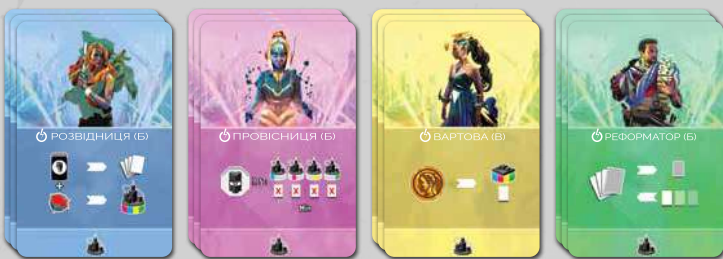 РОЗВІДНИЦЯ (Б)
ПРОВІСНИЦЯ (Б)
ВАРТОВА (В)
РЕФОРМАТОР (Б)
+
X X X X